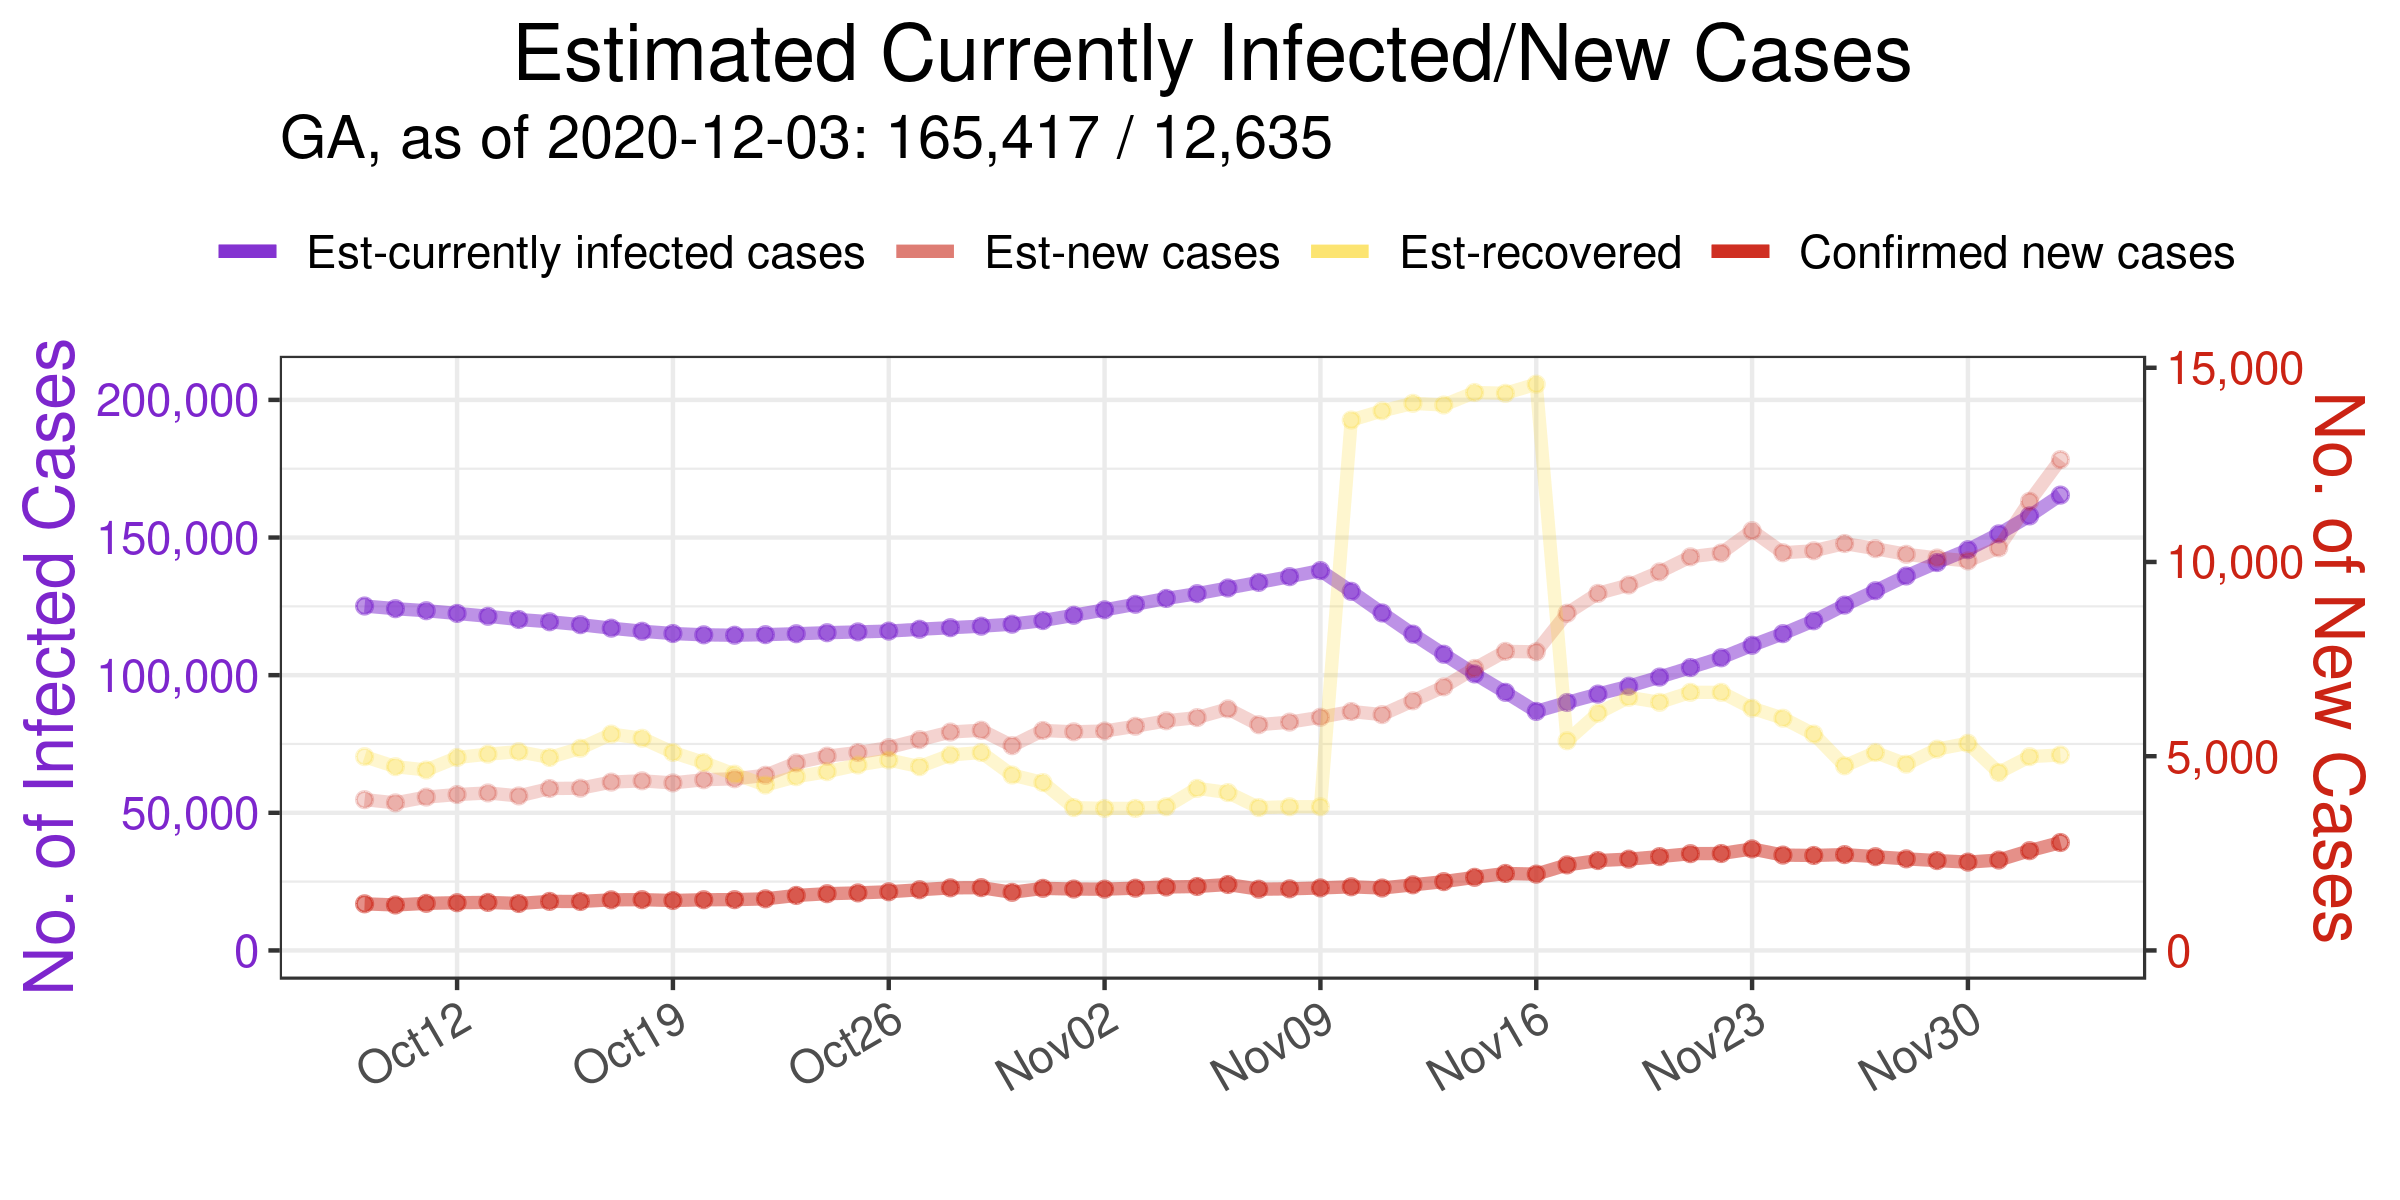 Estimated Currently Infected/New Cases
GA, as of 2020-12-03: 165,417 / 12,635
Est-currently infected cases Est-new cases Est-recovered Confirmed new cases
No. of Infected Cases
200,000
150,000
100,000
50,000
0
15,000
10,000
5,000
0
No. of New Cases
Oct12 Oct19 Oct26 Nov02 Nov09 Nov16 Nov23 Nov30